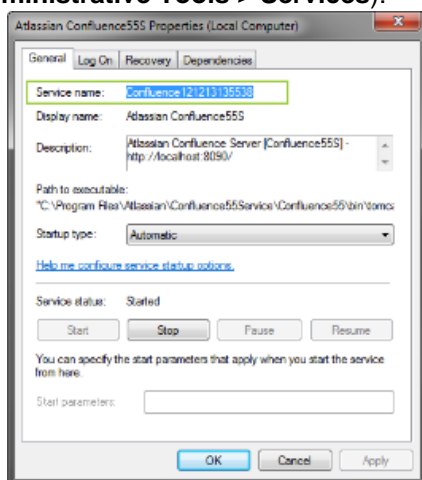 ministrative Tools > Services).
Atlassian Confluence55S Properties (Local Computer)
General Log On Recovery Dependencies
Service name: Confluence121213135538
Display name: Atlassian Confluence55S
Description: Atlassian Confluence Server [Confluence55S] -
http://localhost:8090/
Path to executable:
"C:\Program Files\Atlassian\Confluence55Service\Confluence55\bin\tomca
Startup type: Automatic
Help me configure service startup options.
Service status: Started
Start Stop Pause Resume
You can specify the start parameters that apply when you start the service
from here.
Start parameters:
OK Cancel Apply